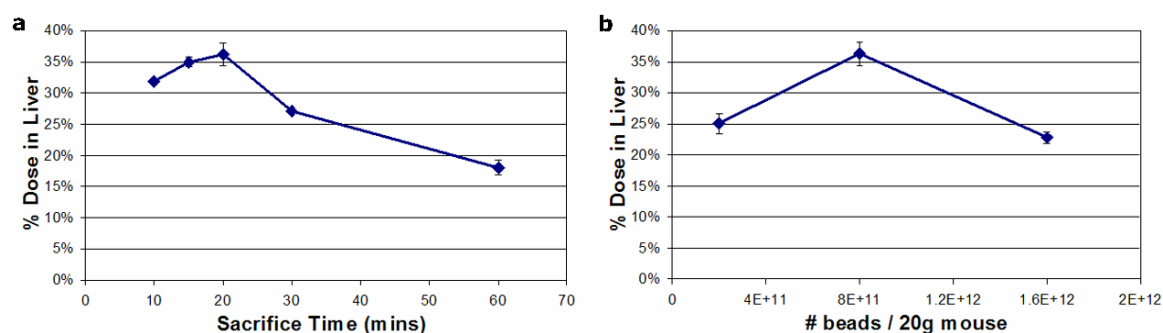 a
40%
35%
30%
25%
20%
15%
10%
5%
0%
% Dose in Liver
0 10 20 30 40 50 60 70
Sacrifice Time (mins)
b
40%
35%
30%
25%
20%
15%
10%
5%
0%
% Dose in Liver
0 4E+11 8E+11 1.2E+12 1.6E+12 2E+12
# beads / 20g mouse